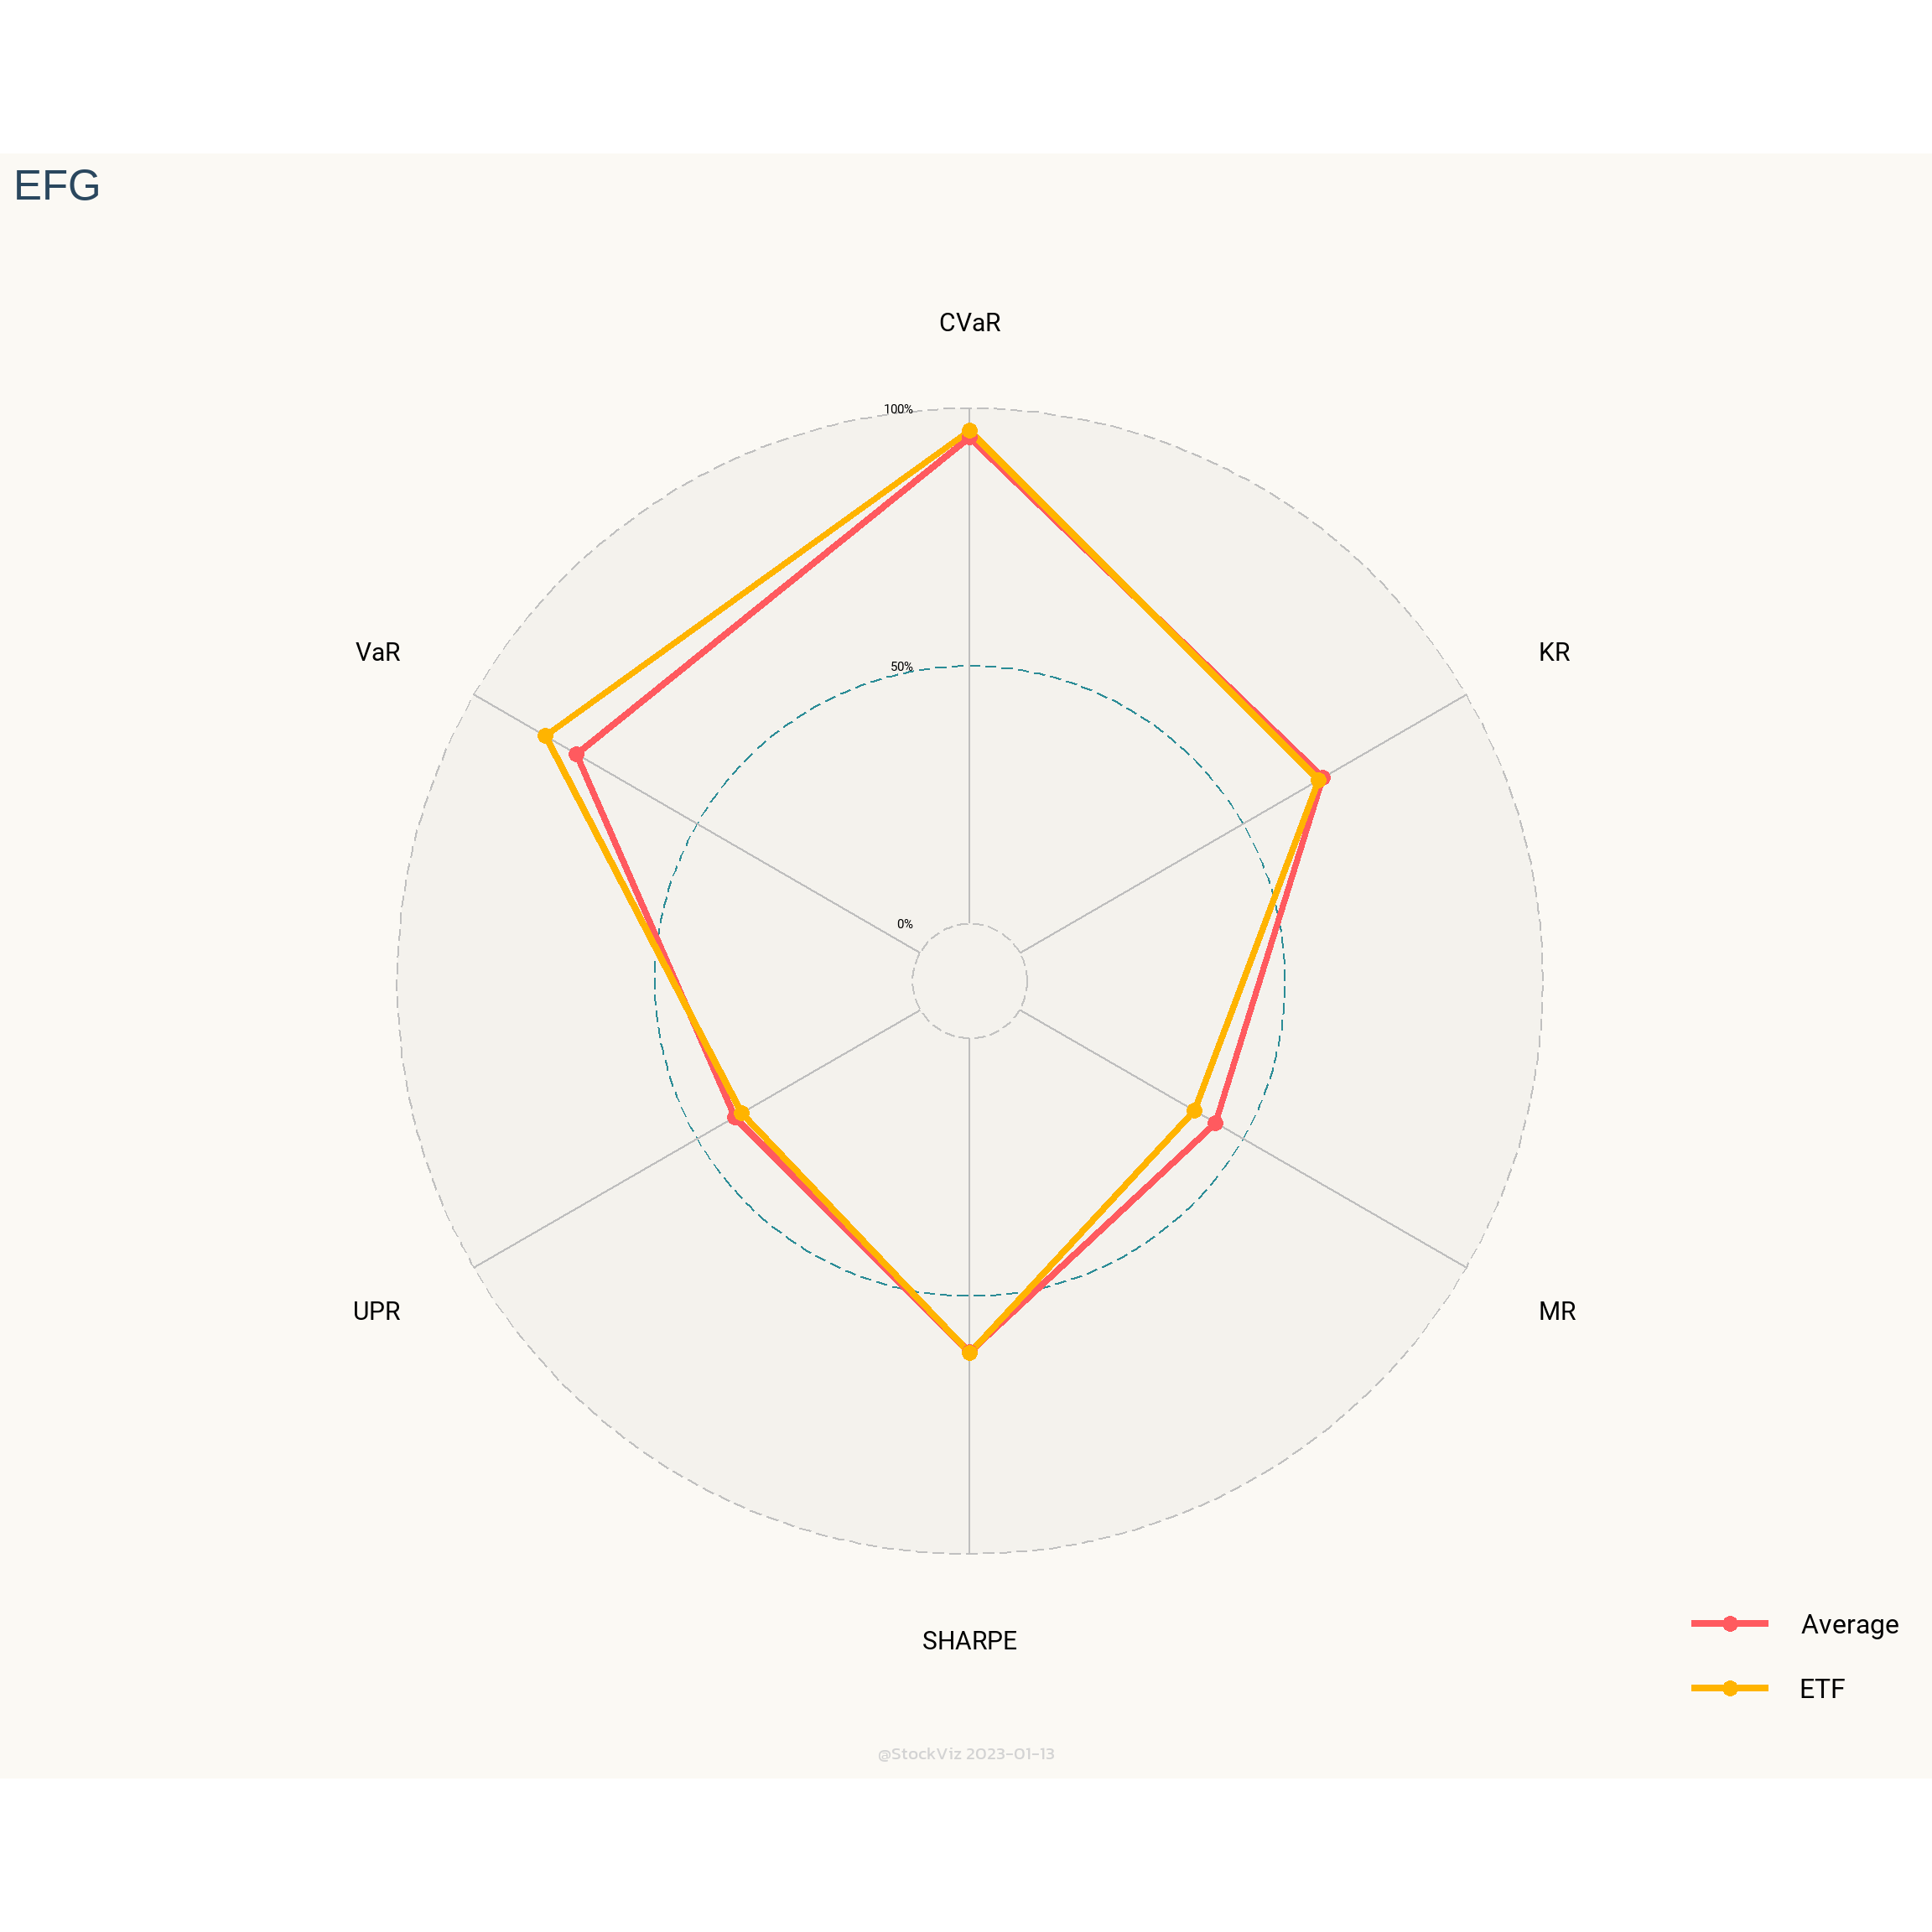 EFG
CVaR
100%
VaR
KR
50%
0%
UPR
MR
SHARPE
Average
ETF
@StockViz 2023-01-13